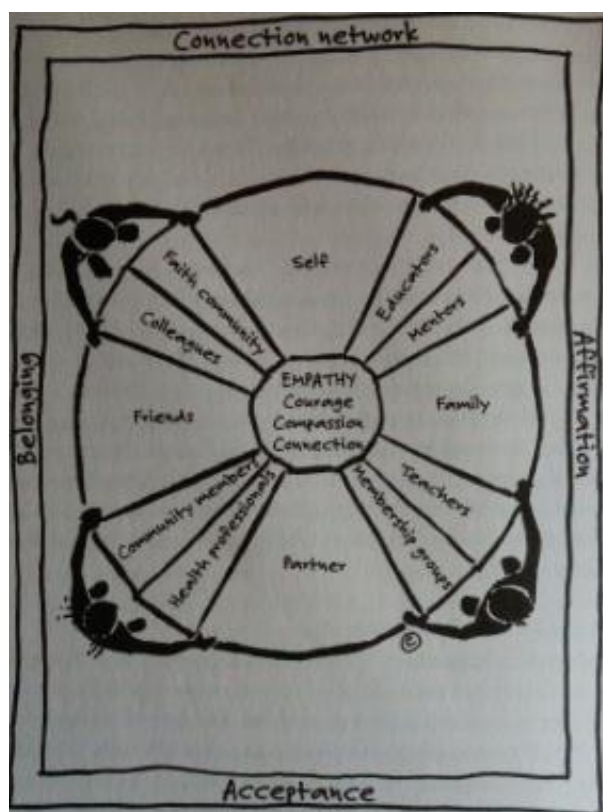 Connection network
Self
Faith community
Educators
Colleagues
Mentors
Belonging
Affirmation
Friends
EMPATHY
Courage
Compassion
Connection
Family
Community members
Teachers
Health professionals
Membership groups
Partner
©
Acceptance